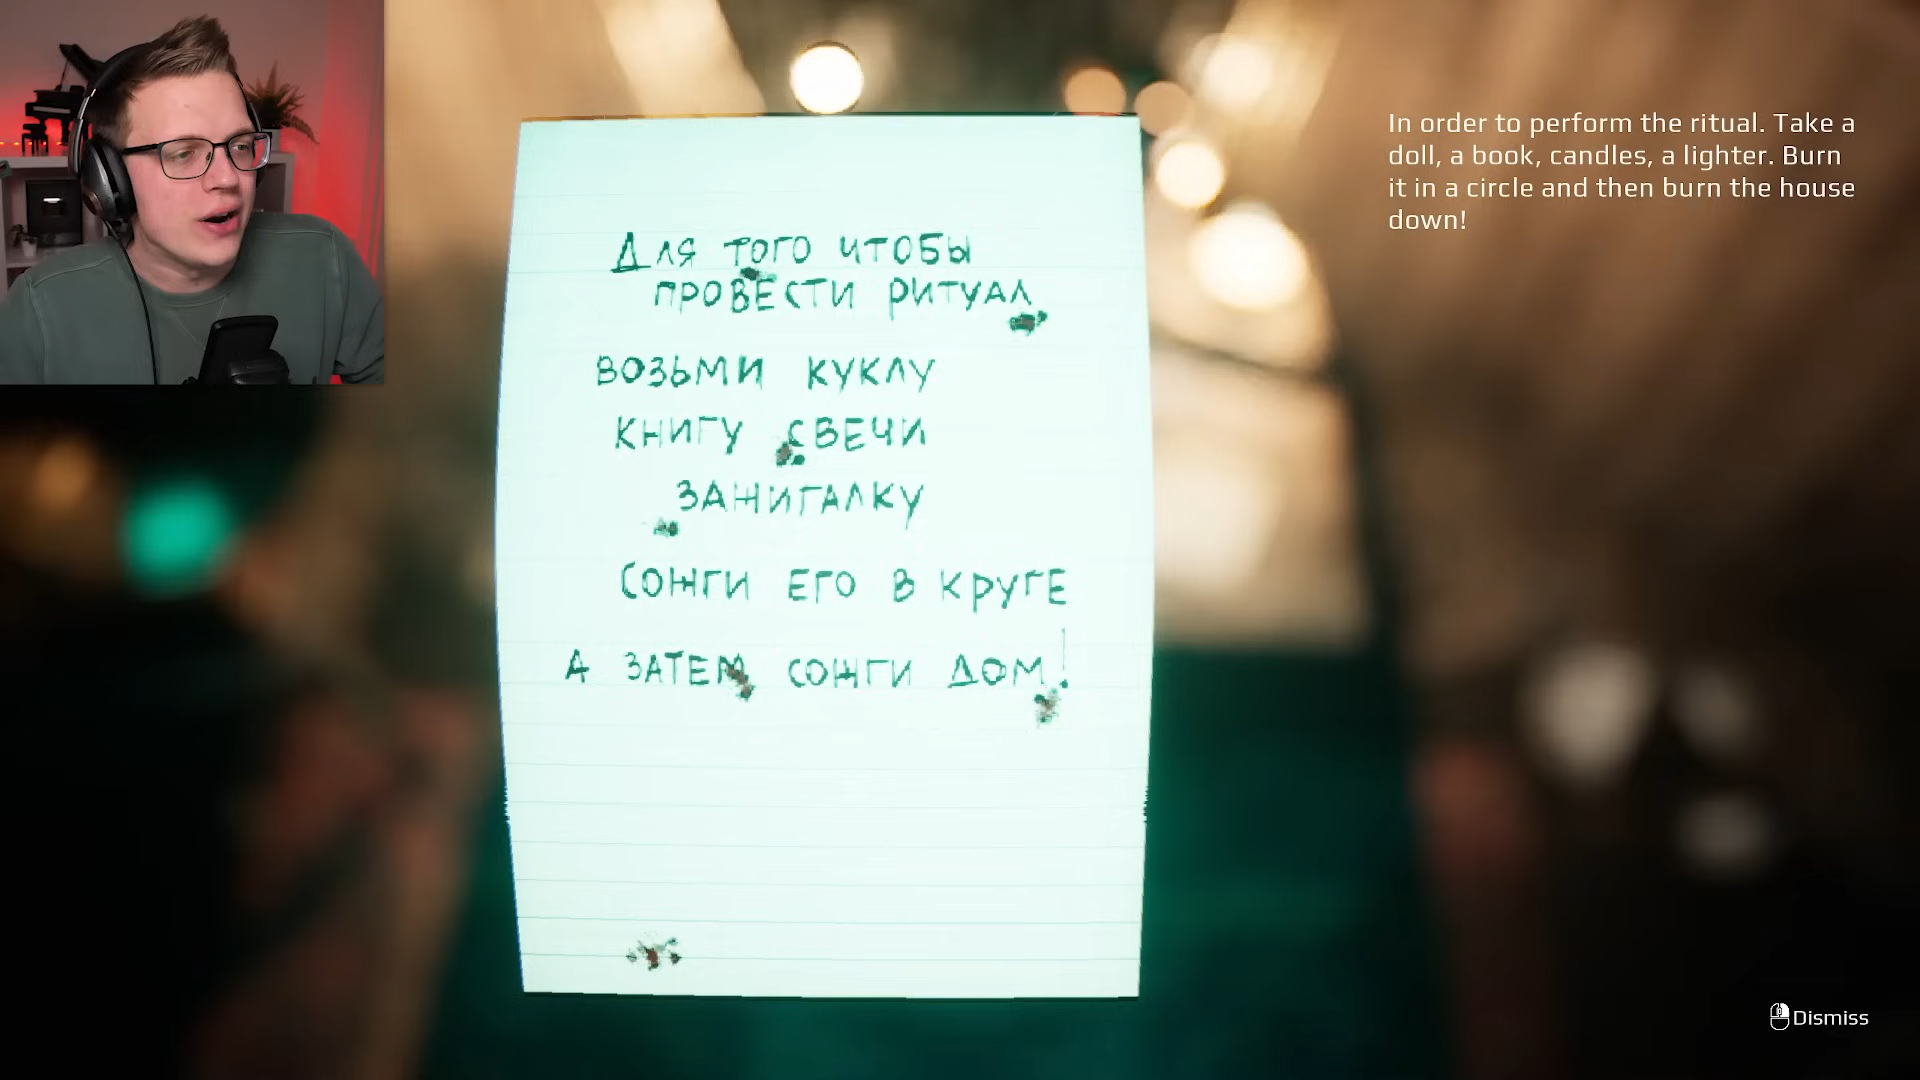 Для того чтобы
провести ритуал
возьми куклу
книгу свечи
зажигалку
сожги его в круге
А затем сожги дом!
In order to perform the ritual. Take a
doll, a book, candles, a lighter. Burn
it in a circle and then burn the house
down!
Dismiss